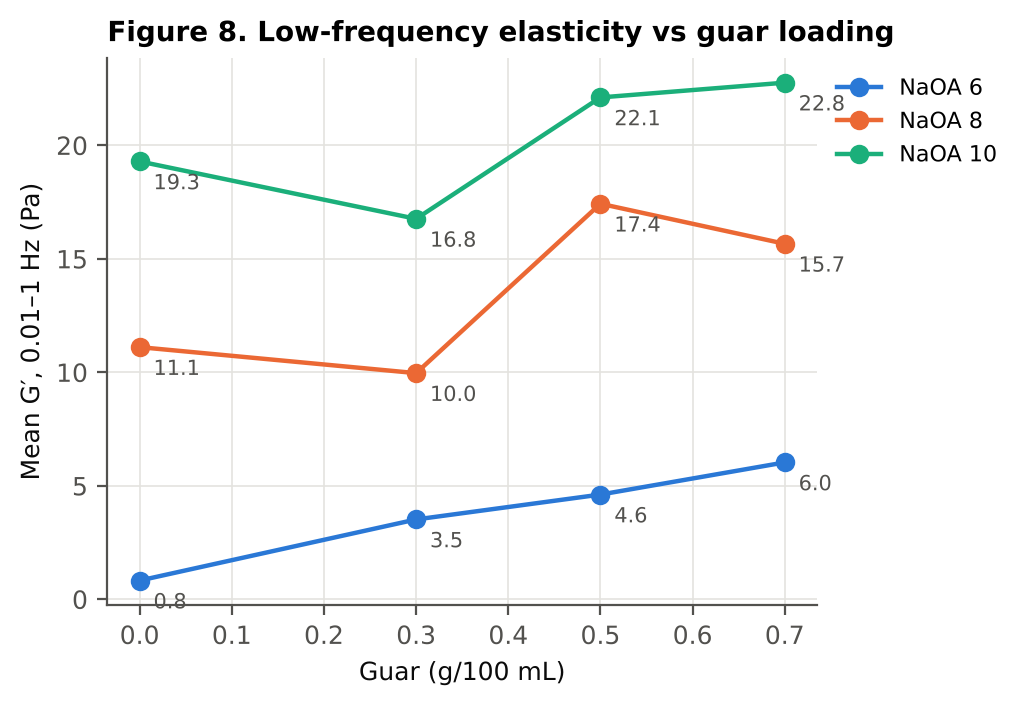 Figure 8. Low-frequency elasticity vs guar loading
Mean G′, 0.01–1 Hz (Pa)
20
15
10
5
0
19.3
16.8
22.1
22.8
11.1
10.0
17.4
15.7
0.8
3.5
4.6
6.0
NaOA 6
NaOA 8
NaOA 10
0.0 0.1 0.2 0.3 0.4 0.5 0.6 0.7
Guar (g/100 mL)